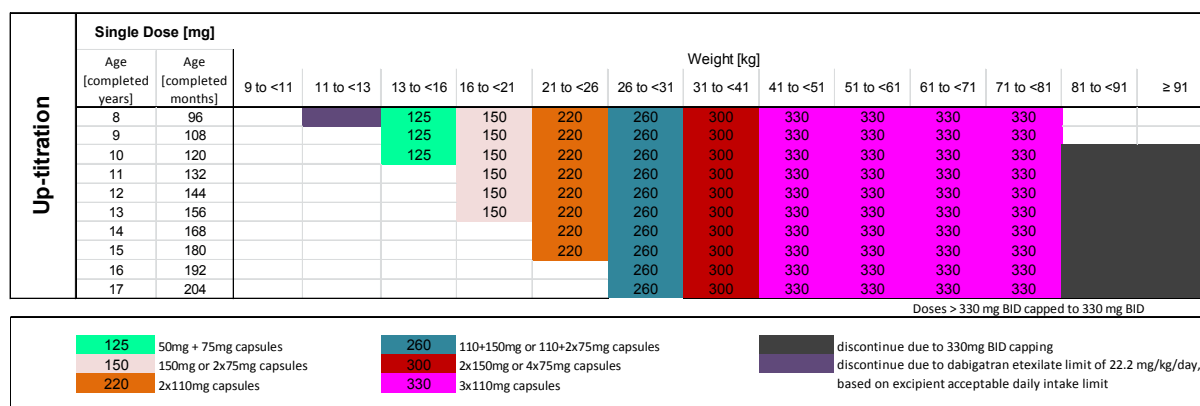 Up-titration
Single Dose [mg]
Weight [kg]
Age [completed years] Age [completed months] 9 to <11 11 to <13 13 to <16 16 to <21 21 to <26 26 to <31 31 to <41 41 to <51 51 to <61 61 to <71 71 to <81 81 to <91 ≥ 91
8 96 125 150 220 260 300 330 330 330 330
9 108 125 150 220 260 300 330 330 330 330
10 120 125 150 220 260 300 330 330 330 330
11 132 150 220 260 300 330 330 330 330
12 144 150 220 260 300 330 330 330 330
13 156 150 220 260 300 330 330 330 330
14 168 220 260 300 330 330 330 330
15 180 220 260 300 330 330 330 330
16 192 260 300 330 330 330 330
17 204 260 300 330 330 330 330
Doses > 330 mg BID capped to 330 mg BID
125 50mg + 75mg capsules
150 150mg or 2x75mg capsules
220 2x110mg capsules
260 110+150mg or 110+2x75mg capsules
300 2x150mg or 4x75mg capsules
330 3x110mg capsules
discontinue due to 330mg BID capping
discontinue due to dabigatran etexilate limit of 22.2 mg/kg/day,
based on excipient acceptable daily intake limit